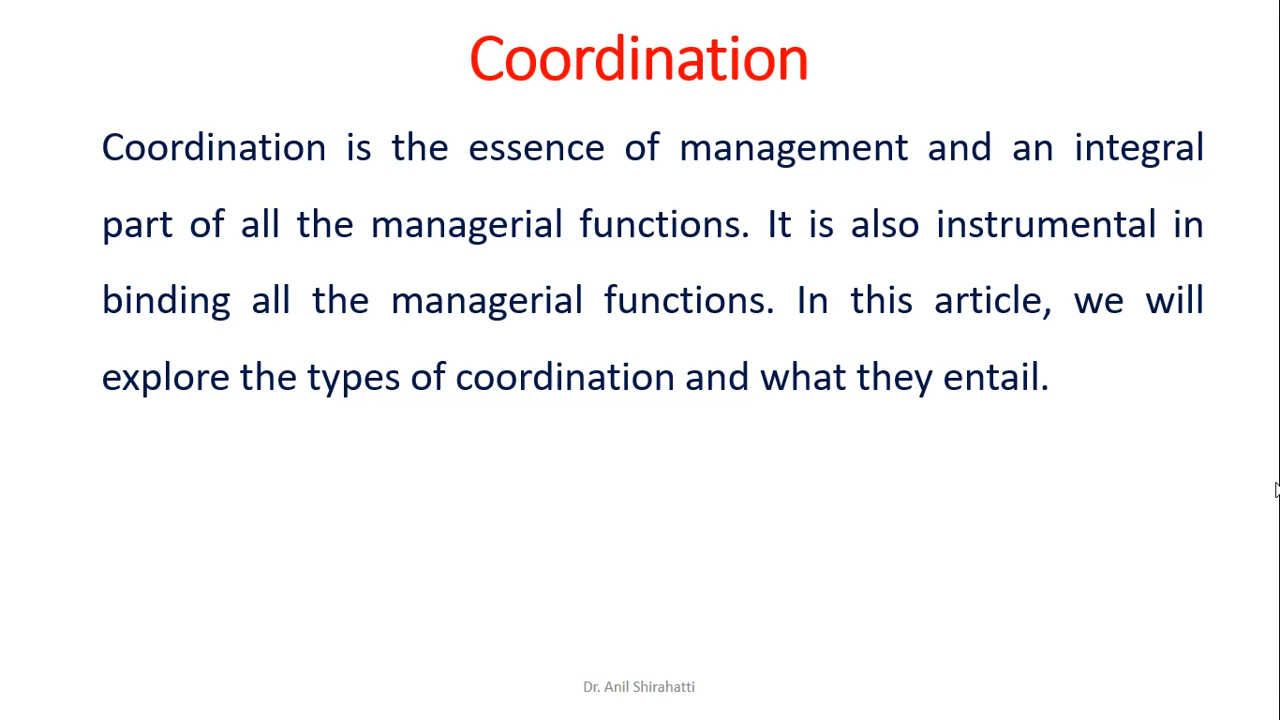 Coordination
Coordination is the essence of management and an integral
part of all the managerial functions. It is also instrumental in
binding all the managerial functions. In this article, we will
explore the types of coordination and what they entail.
Dr. Anil Shirahatti